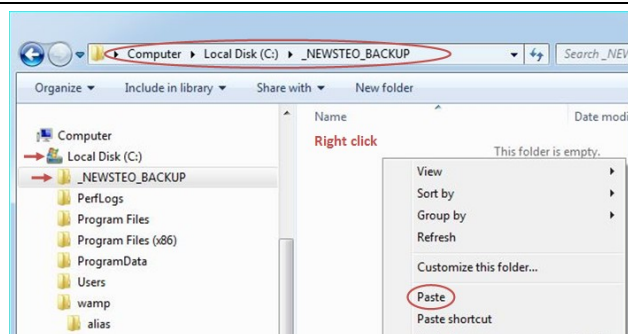 Computer Local Disk (C:) _NEWSTEO_BACKUP Search _NEW
Organize Include in library Share with New folder
Name Date modi
Right click
This folder is empty.
Computer
Local Disk (C:)
_NEWSTEO_BACKUP
PerfLogs
Program Files
Program Files (x86)
ProgramData
Users
wamp
alias
View
Sort by
Group by
Refresh
Customize this folder...
Paste
Paste shortcut